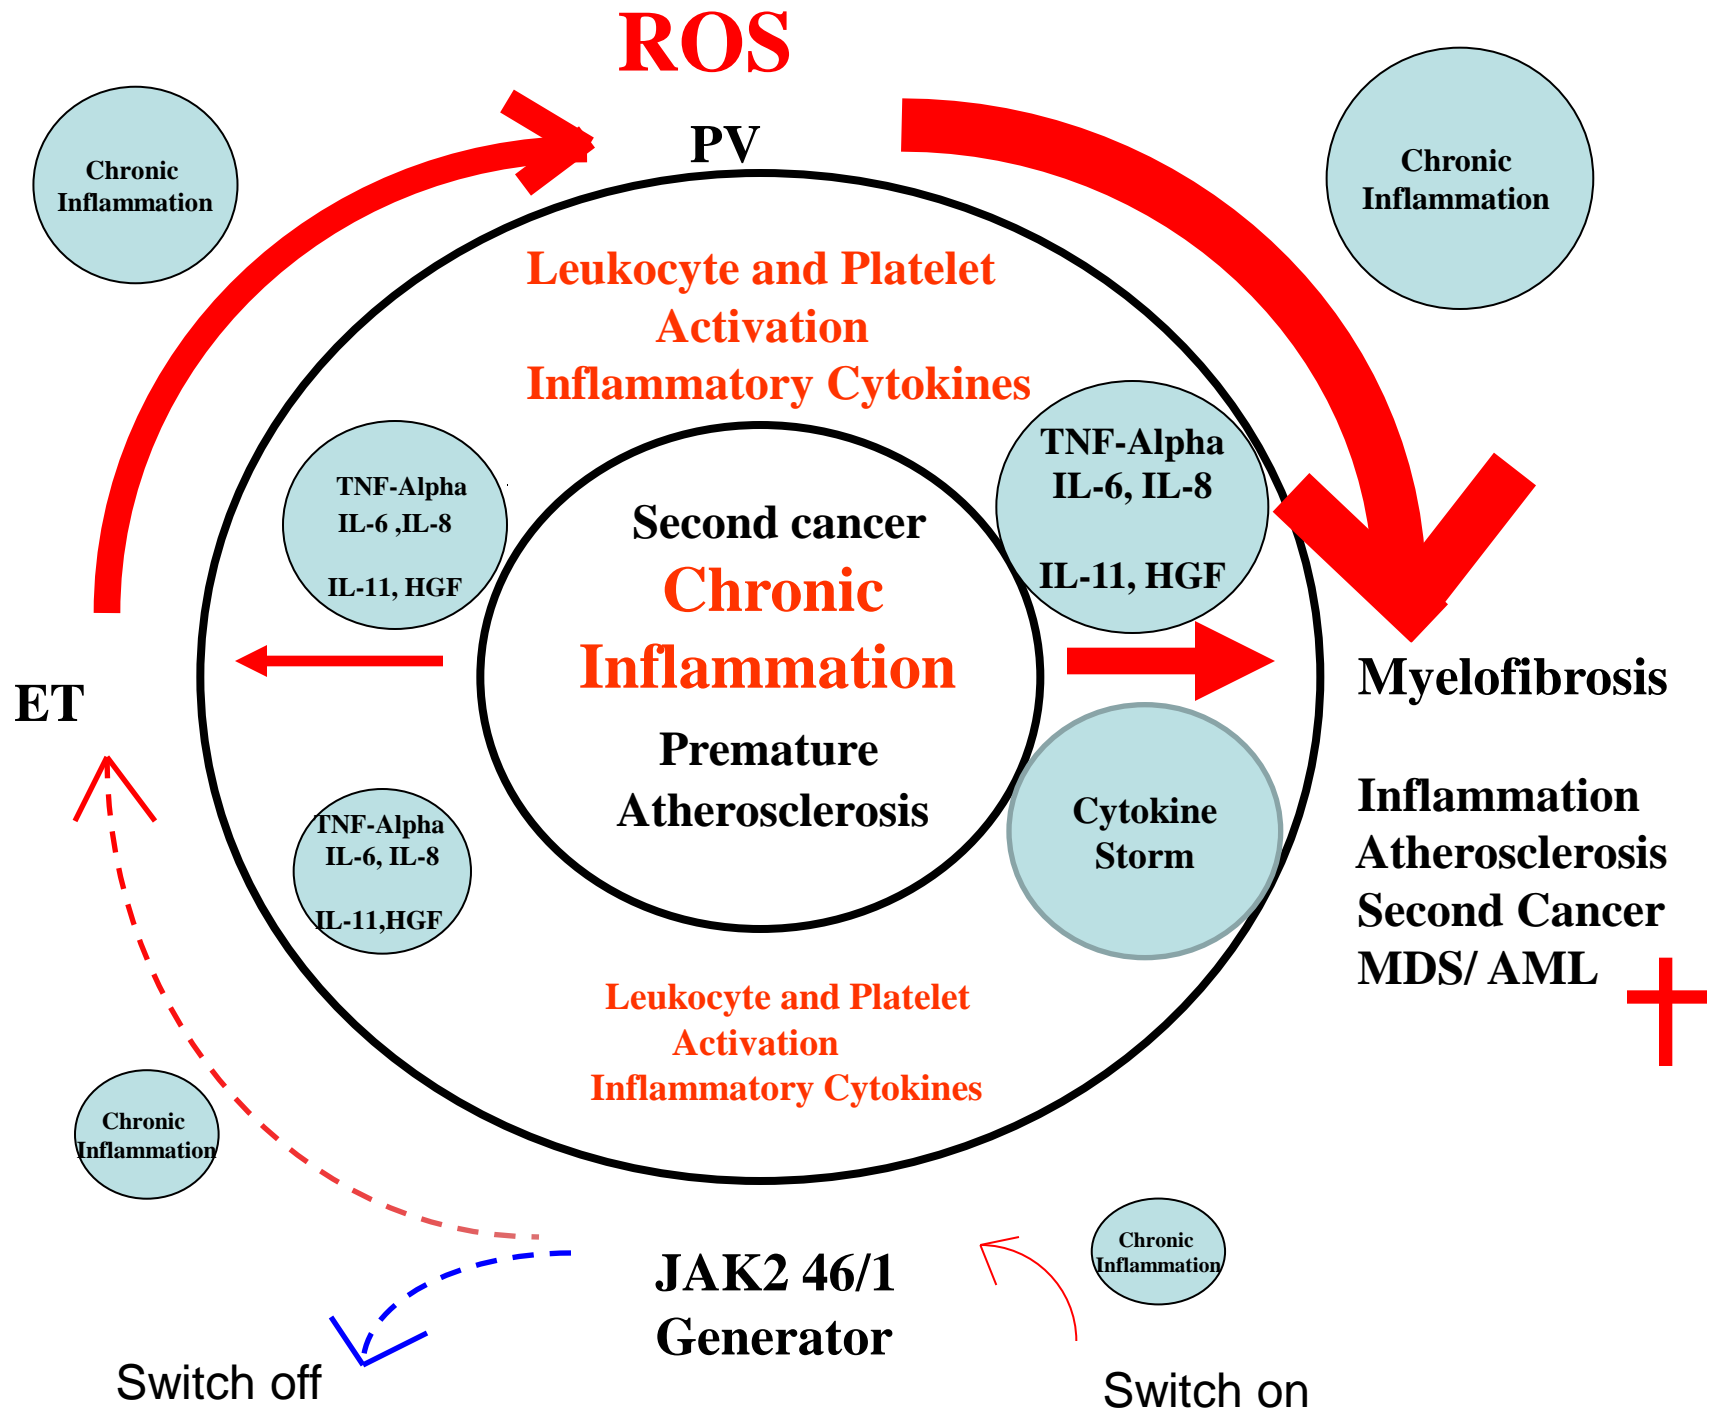 ROS
PV
Chronic
Inflammation
Chronic
Inflammation
Leukocyte and Platelet
Activation
Inflammatory Cytokines
TNF-Alpha
IL-6 ,IL-8
IL-11, HGF
TNF-Alpha
IL-6, IL-8
IL-11, HGF
Second cancer
Chronic
Inflammation
Premature
Atherosclerosis
ET
Myelofibrosis
Inflammation
Atherosclerosis
Second Cancer
MDS/ AML
TNF-Alpha
IL-6, IL-8
IL-11,HGF
Cytokine
Storm
Leukocyte and Platelet
Activation
Inflammatory Cytokines
Chronic
Inflammation
JAK2 46/1
Generator
Chronic
Inflammation
Switch off
Switch on